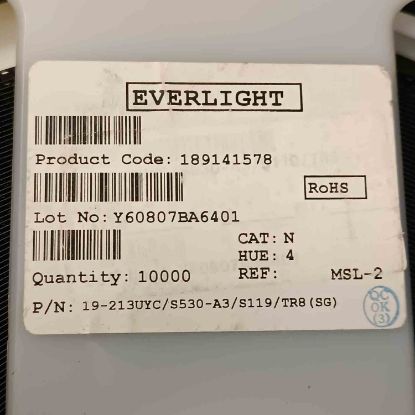 EVERLIGHT
Product Code: 189141578
RoHS
Lot No: Y60807BA6401
CAT: N
HUE: 4
Quantity: 10000
REF:
MSL-2
P/N: 19-213UYC/S530-A3/S119/TR8(SG)
QC
OK
(3)